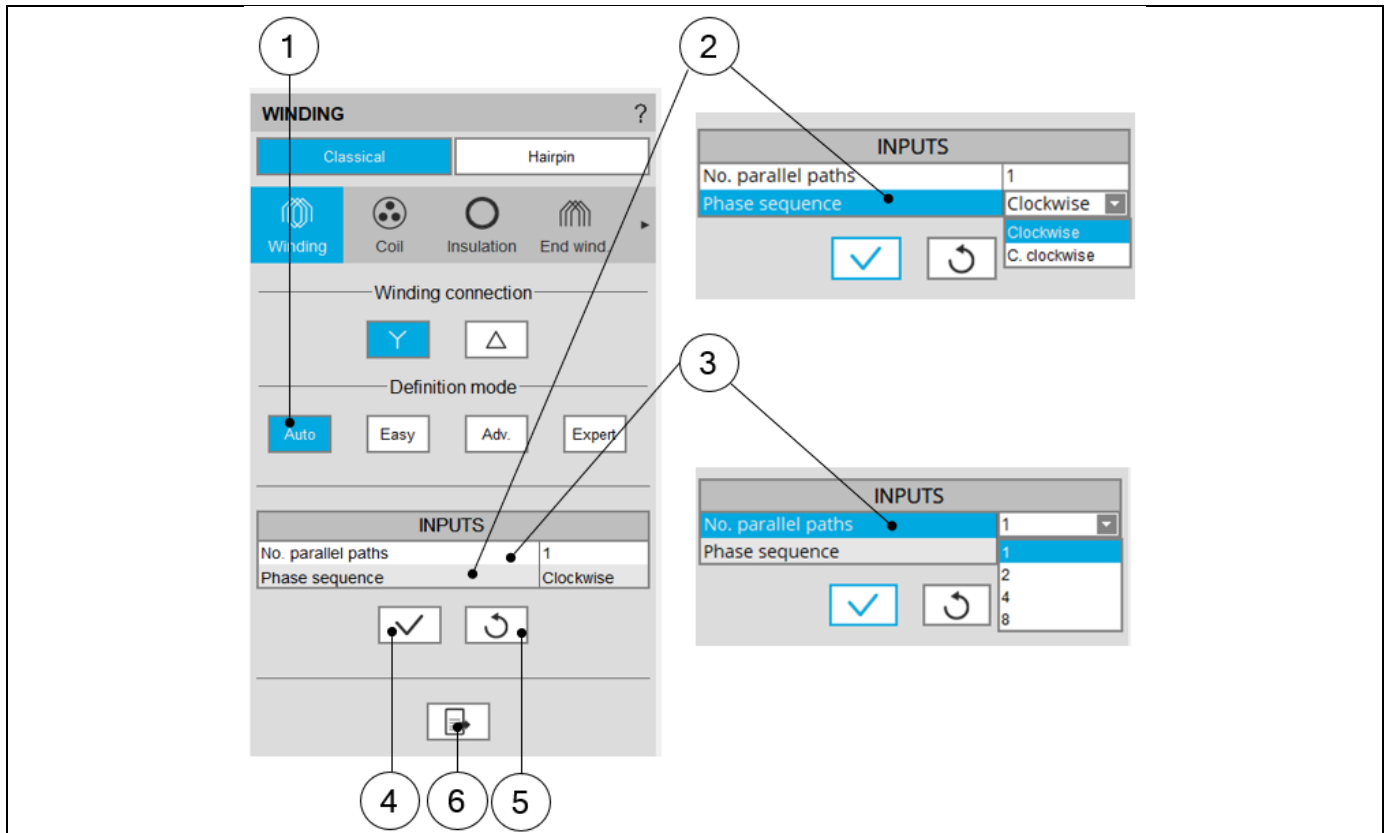 1
2
WINDING ?
Classical Hairpin
Winding Coil Insulation End wind.
Winding connection
Y △
Definition mode
Auto Easy Adv. Expert
INPUTS
No. parallel paths 1
Phase sequence Clockwise
4 6 5
INPUTS
No. parallel paths 1
Phase sequence Clockwise
Clockwise
C. clockwise
3
INPUTS
No. parallel paths 1
Phase sequence 1
2
4
8